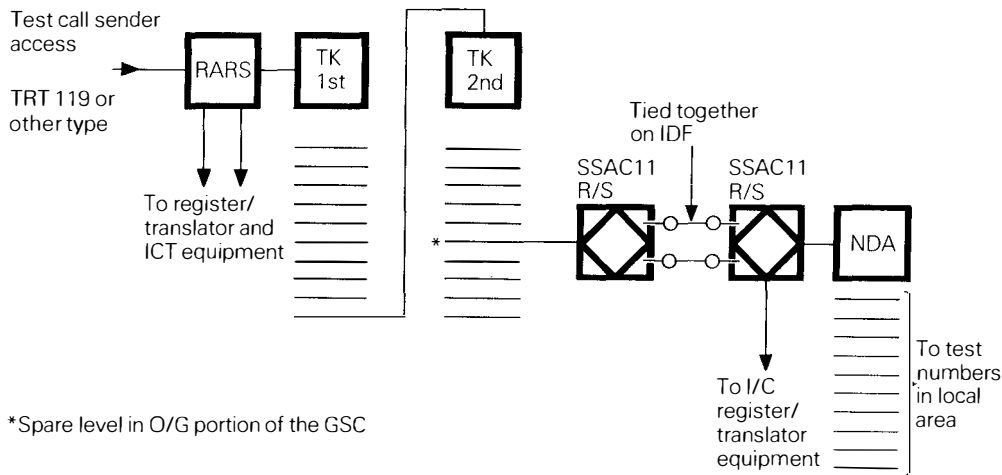 Test call sender
access
TRT 119 or
other type
RARS
TK
1st
TK
2nd
To register/
translator and
ICT equipment
Tied together
on IDF
SSAC11
R/S
SSAC11
R/S
NDA
*
To I/C
register/
translator
equipment
To test
numbers
in local
area
*Spare level in O/G portion of the GSC